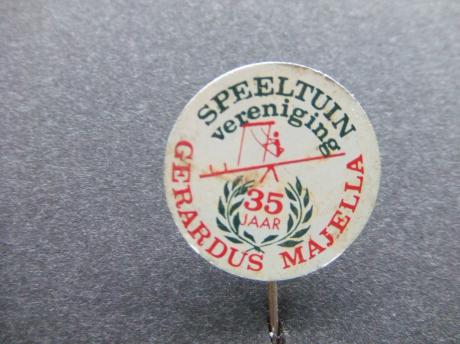 SPEELTUIN
vereniging
35
JAAR
GERARDUS MAJELLA